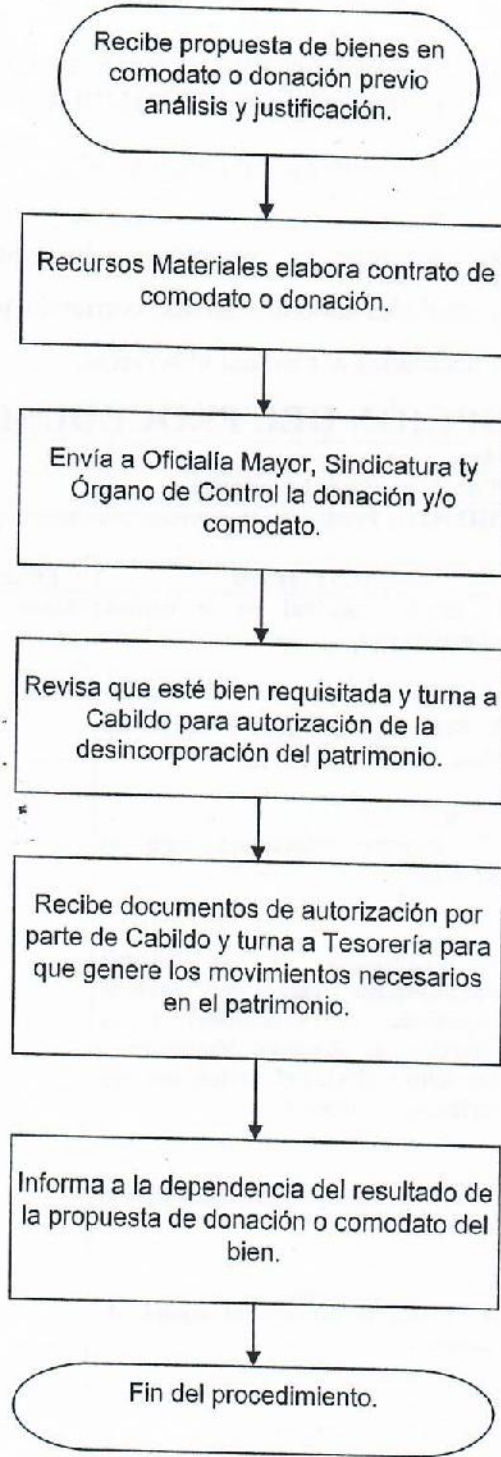 Recibe propuesta de bienes en
comodato o donación previo
análisis y justificación.
Recursos Materiales elabora contrato de
comodato o donación.
Envía a Oficialía Mayor, Sindicatura ty
Órgano de Control la donación y/o
comodato.
Revisa que esté bien requisitada y turna a
Cabildo para autorización de la
desincorporación del patrimonio.
Recibe documentos de autorización por
parte de Cabildo y turna a Tesorería para
que genere los movimientos necesarios
en el patrimonio.
Informa a la dependencia del resultado de
la propuesta de donación o comodato del
bien.
Fin del procedimiento.